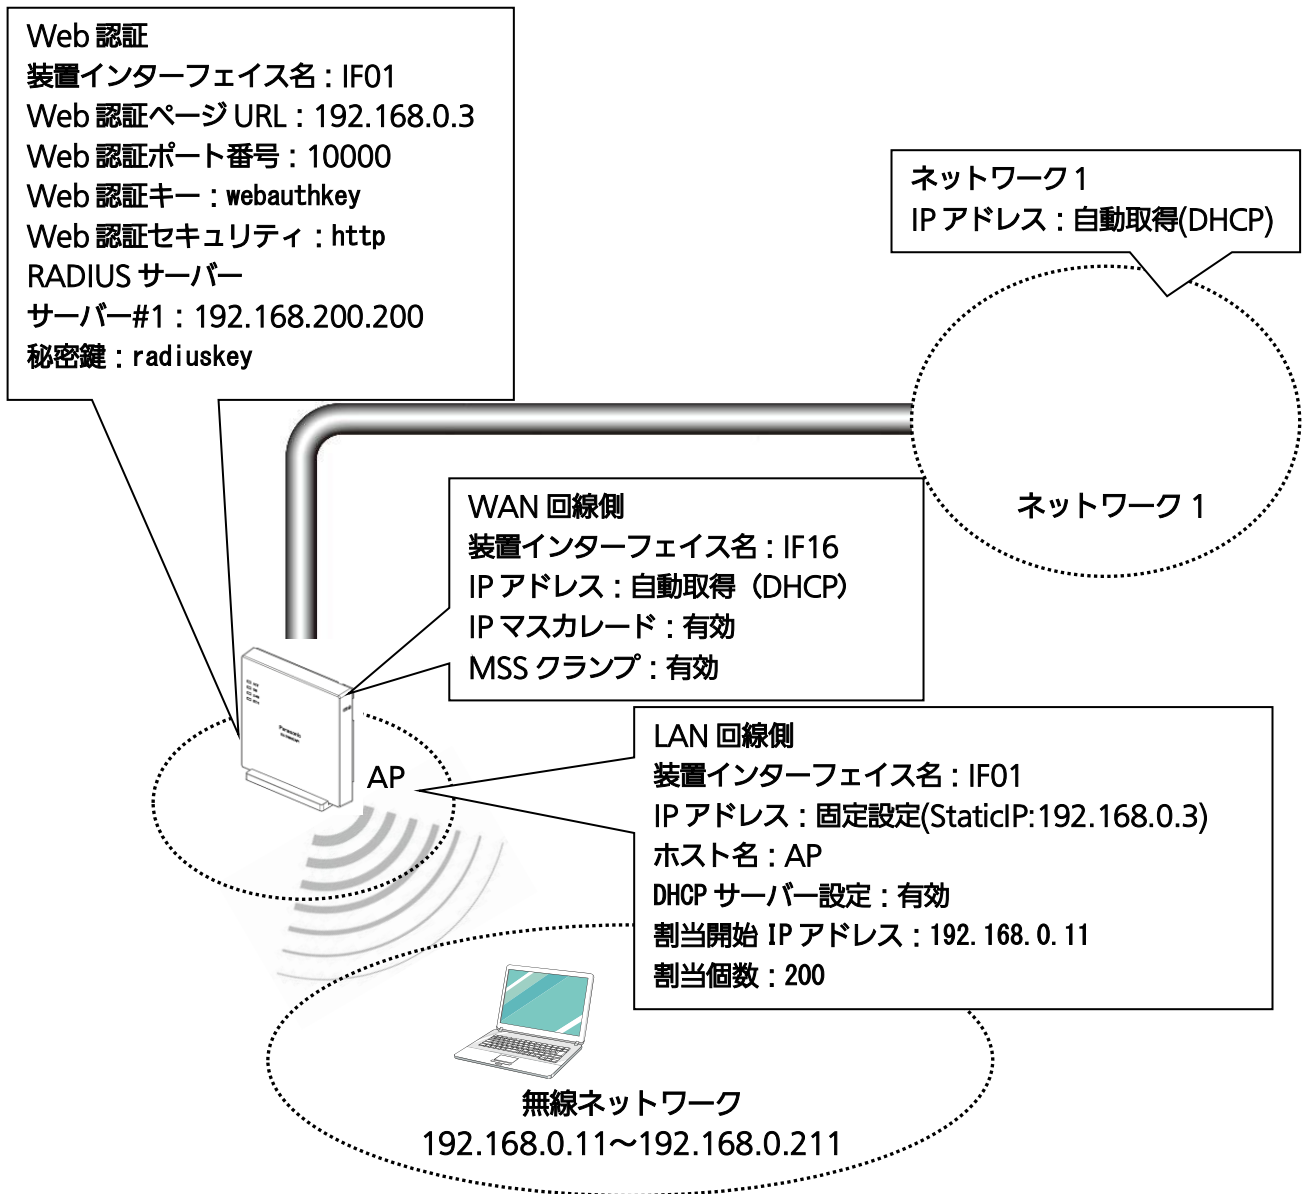 Web 認証
装置インターフェイス名：IF01
Web 認証ページ URL：192.168.0.3
Web 認証ポート番号：10000
Web 認証キー：webauthkey
Web 認証セキュリティ：http
RADIUS サーバー
サーバー#1：192.168.200.200
秘密鍵：radiuskey
ネットワーク 1
IP アドレス：自動取得(DHCP)
ネットワーク 1
WAN 回線側
装置インターフェイス名：IF16
IP アドレス：自動取得（DHCP）
IP マスカレード：有効
MSS クランプ：有効
Panasonic
AP
LAN 回線側
装置インターフェイス名：IF01
IP アドレス：固定設定(StaticIP:192.168.0.3)
ホスト名：AP
DHCP サーバー設定：有効
割当開始 IP アドレス：192.168.0.11
割当個数：200
無線ネットワーク
192.168.0.11～192.168.0.211